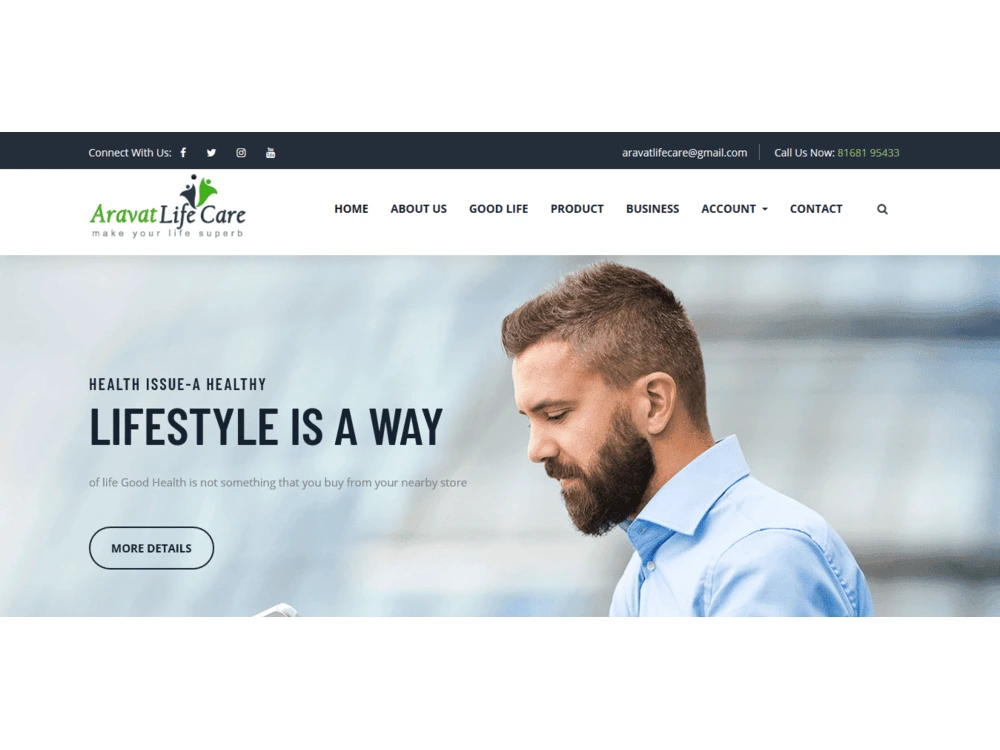 Connect With Us:
aravatlifecare@gmail.com
Call Us Now: 81681 95433
Aravat Life Care
make your life superb
HOME ABOUT US GOOD LIFE PRODUCT BUSINESS ACCOUNT CONTACT
HEALTH ISSUE-A HEALTHY
LIFESTYLE IS A WAY
of life Good Health is not something that you buy from your nearby store
MORE DETAILS